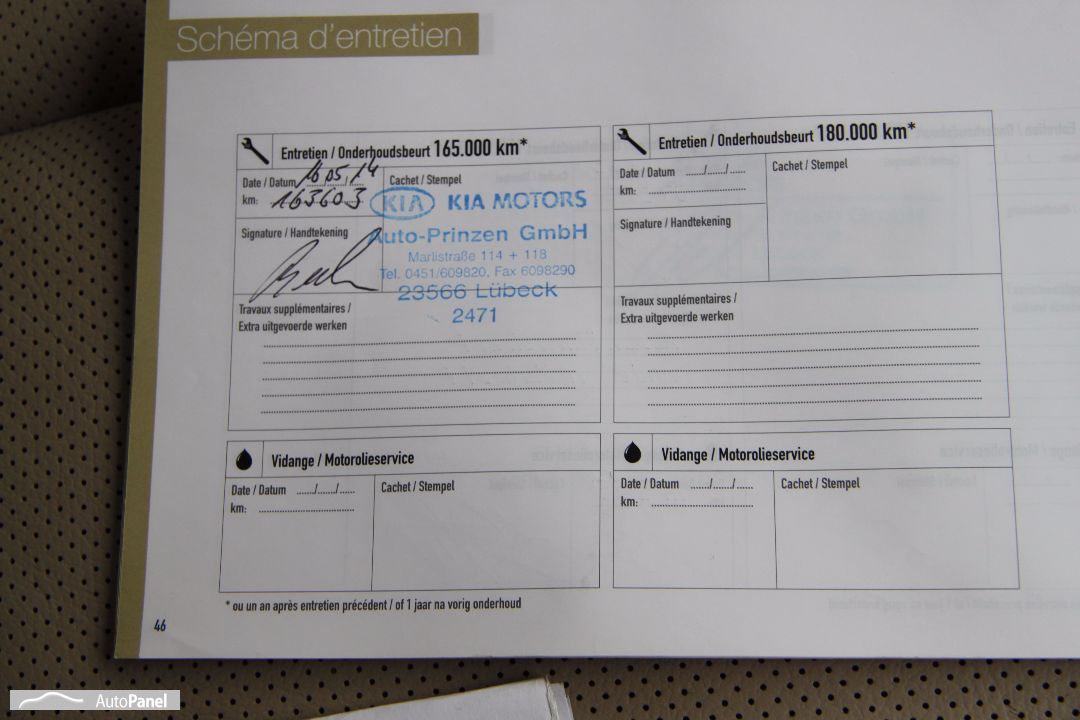 Schéma d'entretien
Entretien / Onderhoudsbeurt 165.000 km*
Date / Datum 16/05/14
km: 163603
Cachet / Stempel
KIA KIA MOTORS
Auto-Prinzen GmbH
Marlistraße 114 + 118
Tel. 0451/609820, Fax 6098290
23566 Lübeck
2471
Signature / Handtekening
Travaux supplémentaires /
Extra uitgevoerde werken
Entretien / Onderhoudsbeurt 180.000 km*
Date / Datum ....../....../......
km: ..............................
Cachet / Stempel
Signature / Handtekening
Travaux supplémentaires /
Extra uitgevoerde werken
Vidange / Motorolieservice
Date / Datum ....../....../......
km: ..............................
Cachet / Stempel
Vidange / Motorolieservice
Date / Datum ....../....../......
km: ..............................
Cachet / Stempel
* ou un an après entretien précédent / of 1 jaar na vorig onderhoud
46
AutoPanel